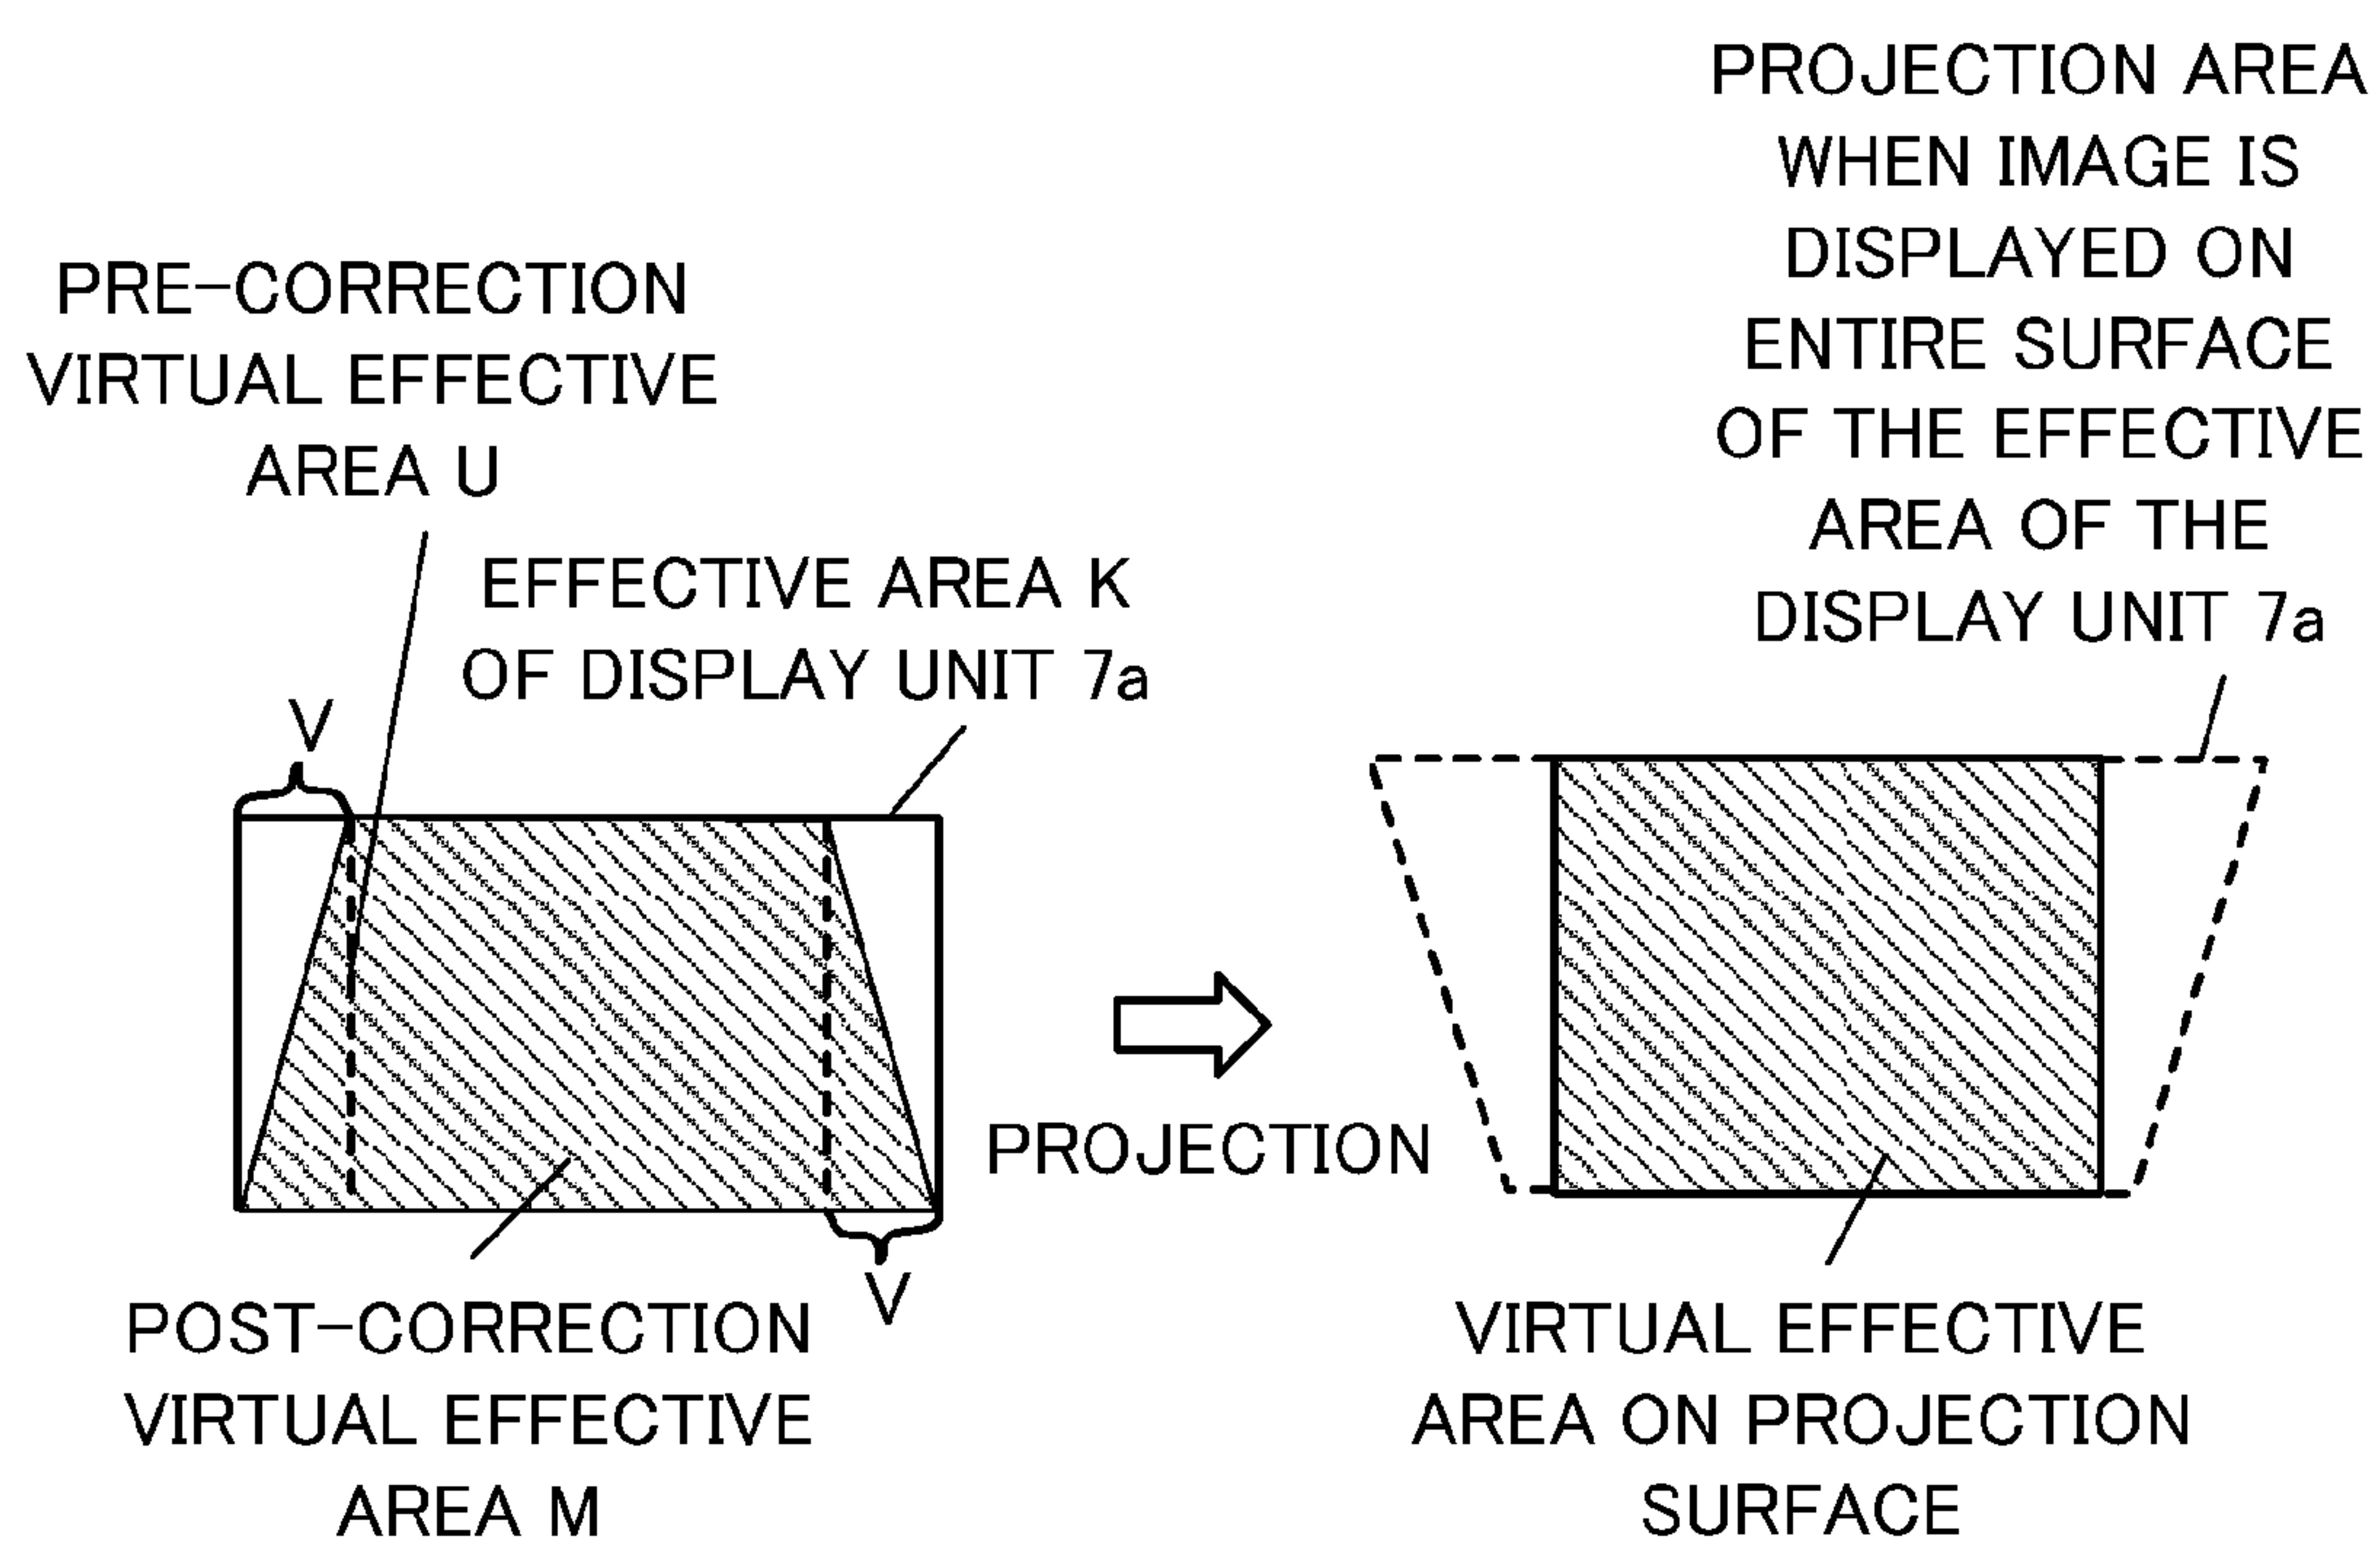 PROJECTION AREA
WHEN IMAGE IS
DISPLAYED ON
ENTIRE SURFACE
OF THE EFFECTIVE
AREA OF THE
DISPLAY UNIT 7a
PRE-CORRECTION
VIRTUAL EFFECTIVE
AREA U
EFFECTIVE AREA K
OF DISPLAY UNIT 7a
V
PROJECTION
V
POST-CORRECTION
VIRTUAL EFFECTIVE
AREA M
VIRTUAL EFFECTIVE
AREA ON PROJECTION
SURFACE